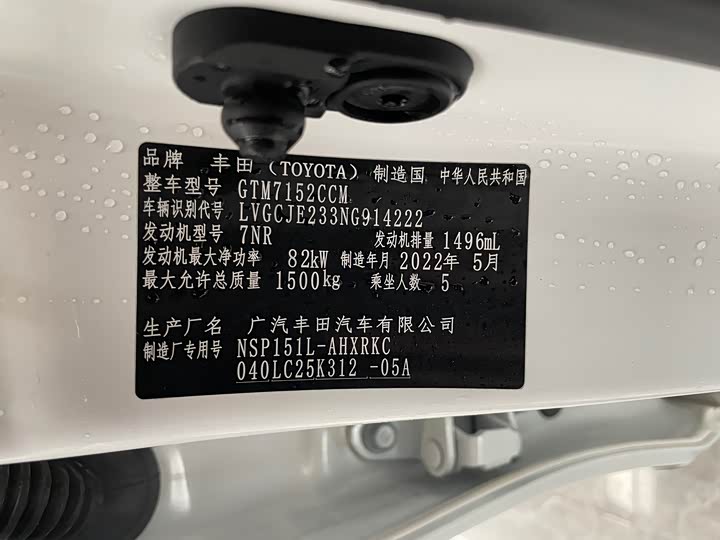 品牌 丰田（TOYOTA） 制造国 中华人民共和国
整车型号 GTM7152CCM
车辆识别代号 LVGCJE233NG914222
发动机型号 7NR 发动机排量 1496mL
发动机最大净功率 82kW 制造年月 2022年 5月
最大允许总质量 1500kg 乘坐人数 5
生产厂名 广汽丰田汽车有限公司
制造厂专用号 NSP151L-AHXRKC
040LC25K312 -05A